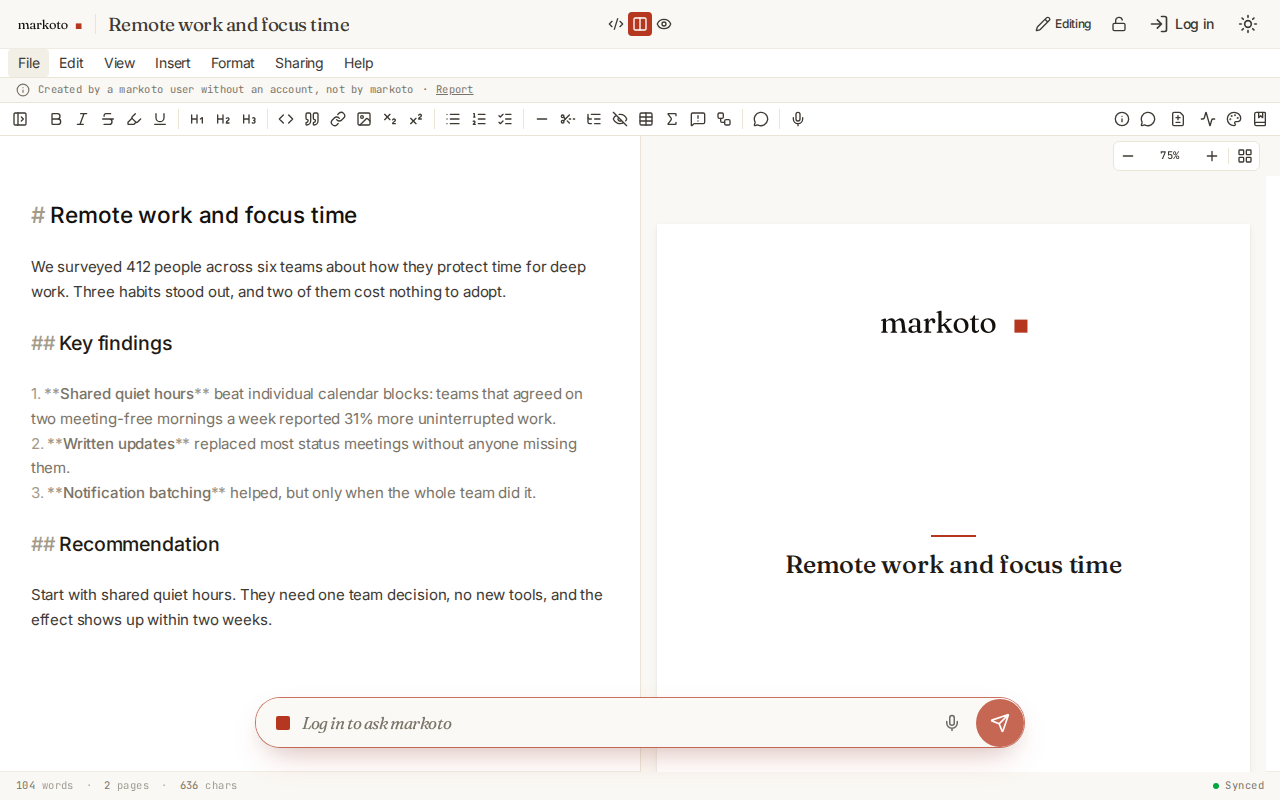 markoto
Remote work and focus time
Editing
Log in
File Edit View Insert Format Sharing Help
Created by a markoto user without an account, not by markoto · Report
H1 H2 H3
X2 X2
75%
# Remote work and focus time
We surveyed 412 people across six teams about how they protect time for deep
work. Three habits stood out, and two of them cost nothing to adopt.
## Key findings
1. **Shared quiet hours** beat individual calendar blocks: teams that agreed on
two meeting-free mornings a week reported 31% more uninterrupted work.
2. **Written updates** replaced most status meetings without anyone missing
them.
3. **Notification batching** helped, but only when the whole team did it.
## Recommendation
Start with shared quiet hours. They need one team decision, no new tools, and the
effect shows up within two weeks.
markoto
Remote work and focus time
Log in to ask markoto
104 words · 2 pages · 636 chars
Synced